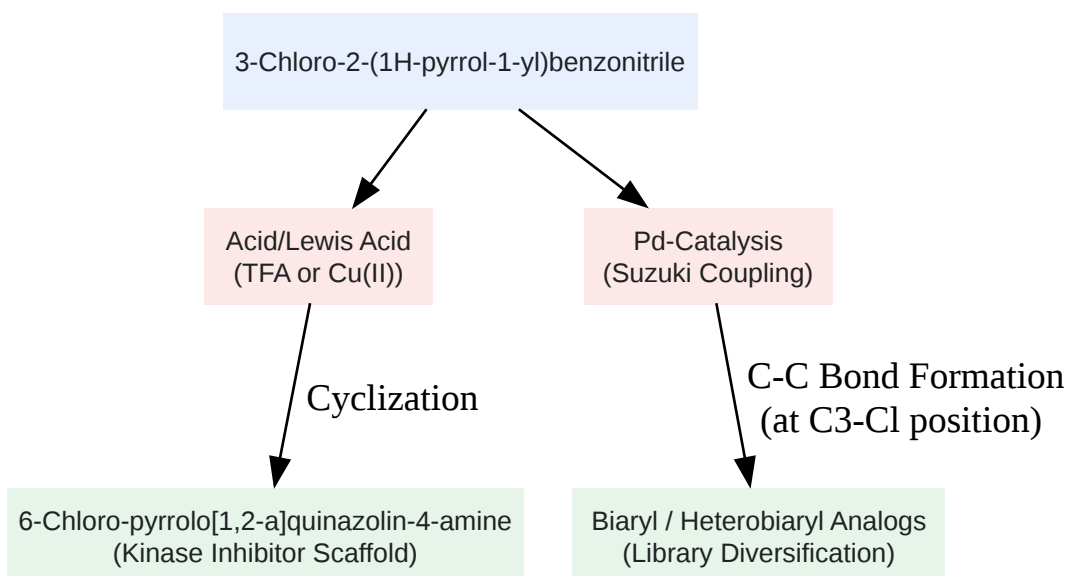 3-Chloro-2-(1H-pyrrol-1-yl)benzonitrile
Acid/Lewis Acid
(TFA or Cu(II))
Pd-Catalysis
(Suzuki Coupling)
Cyclization
C-C Bond Formation
(at C3-Cl position)
6-Chloro-pyrrolo[1,2-a]quinazolin-4-amine
(Kinase Inhibitor Scaffold)
Biaryl / Heterobiaryl Analogs
(Library Diversification)